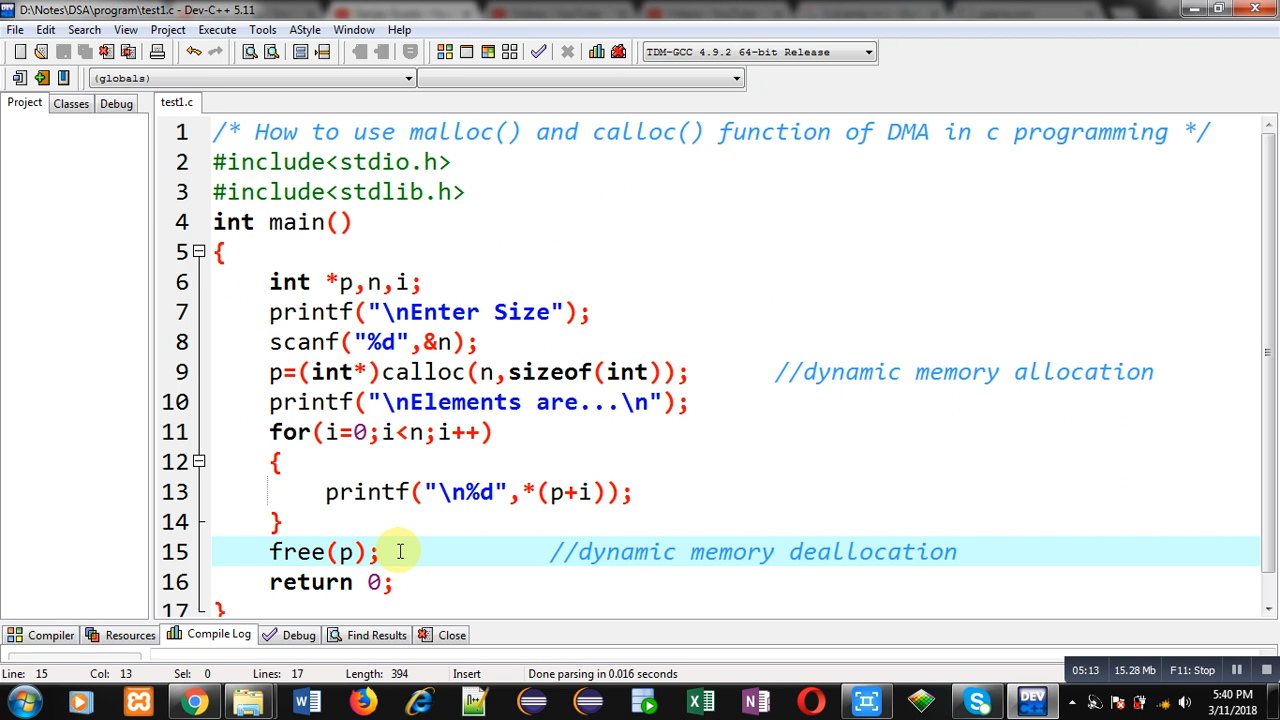 D:\Notes\DSA\program\test1.c - Dev-C++ 5.11
File Edit Search View Project Execute Tools AStyle Window Help
TDM-GCC 4.9.2 64-bit Release
(globals)
Project Classes Debug test1.c
1 /* How to use malloc() and calloc() function of DMA in c programming */
2 #include<stdio.h>
3 #include<stdlib.h>
4 int main()
5 {
6 int *p,n,i;
7 printf("\nEnter Size");
8 scanf("%d",&n);
9 p=(int*)calloc(n,sizeof(int)); //dynamic memory allocation
10 printf("\nElements are...\n");
11 for(i=0;i<n;i++)
12 {
13 printf("\n%d",*(p+i));
14 }
15 free(p); //dynamic memory deallocation
16 return 0;
17 }
Compiler Resources Compile Log Debug Find Results Close
Line: 15 Col: 13 Sel: 0 Lines: 17 Length: 394 Insert Done parsing in 0.016 seconds
05:13 15.28 Mb F11: Stop
DEV
5:40 PM
3/11/2018